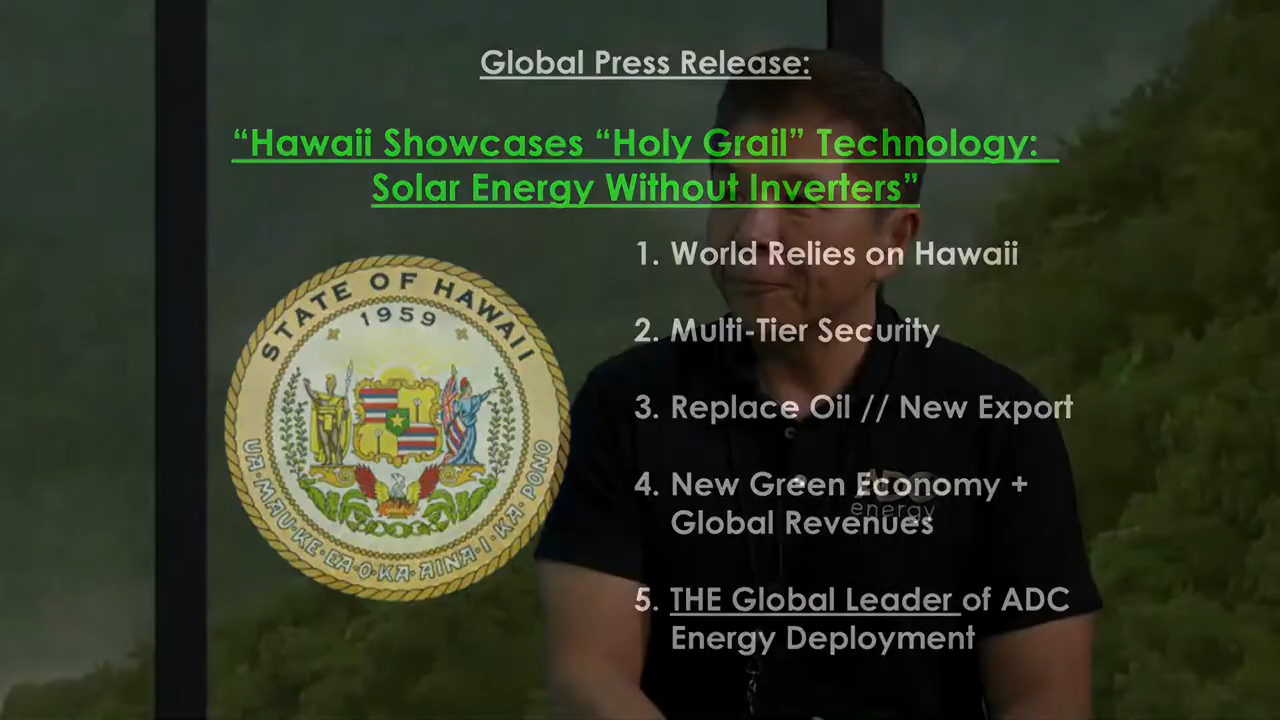 Global Press Release:
“Hawaii Showcases “Holy Grail” Technology:
Solar Energy Without Inverters”
1. World Relies on Hawaii
2. Multi-Tier Security
3. Replace Oil // New Export
4. New Green Economy +
Global Revenues
5. THE Global Leader of ADC
Energy Deployment
STATE OF HAWAII
1959
UA·MAU·KE·EA·O·KA·AINA·I·KA·PONO
ADC
energy